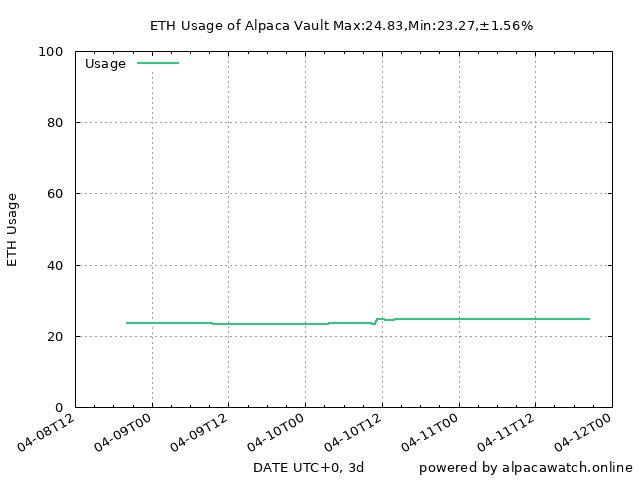 ETH Usage of Alpaca Vault Max:24.83,Min:23.27,±1.56%
Usage
100
80
60
40
20
0
ETH Usage
04-08T12
04-09T00
04-09T12
04-10T00
04-10T12
04-11T00
04-11T12
04-12T00
DATE UTC+0, 3d
powered by alpacawatch.online